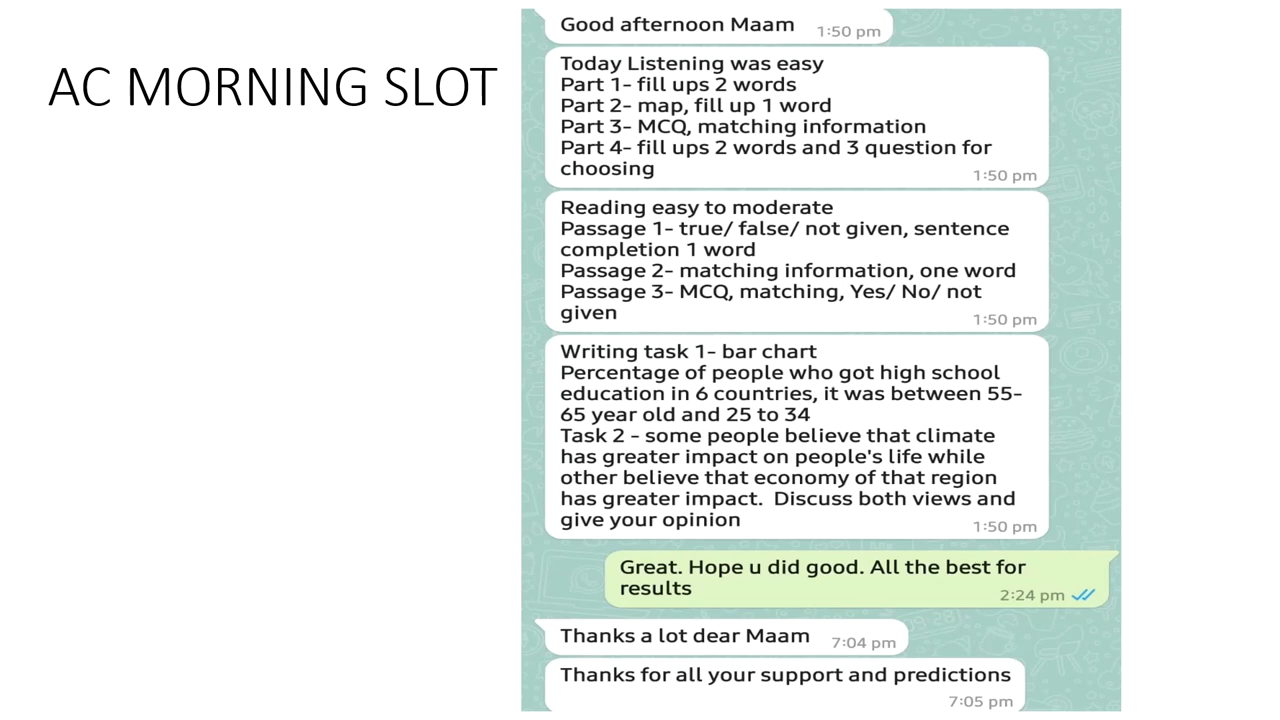 AC MORNING SLOT
Good afternoon Maam 1:50 pm
Today Listening was easy
Part 1- fill ups 2 words
Part 2- map, fill up 1 word
Part 3- MCQ, matching information
Part 4- fill ups 2 words and 3 question for
choosing 1:50 pm
Reading easy to moderate
Passage 1- true/ false/ not given, sentence
completion 1 word
Passage 2- matching information, one word
Passage 3- MCQ, matching, Yes/ No/ not
given 1:50 pm
Writing task 1- bar chart
Percentage of people who got high school
education in 6 countries, it was between 55-
65 year old and 25 to 34
Task 2 - some people believe that climate
has greater impact on people's life while
other believe that economy of that region
has greater impact.  Discuss both views and
give your opinion 1:50 pm
Great. Hope u did good. All the best for
results 2:24 pm
Thanks a lot dear Maam 7:04 pm
Thanks for all your support and predictions
7:05 pm